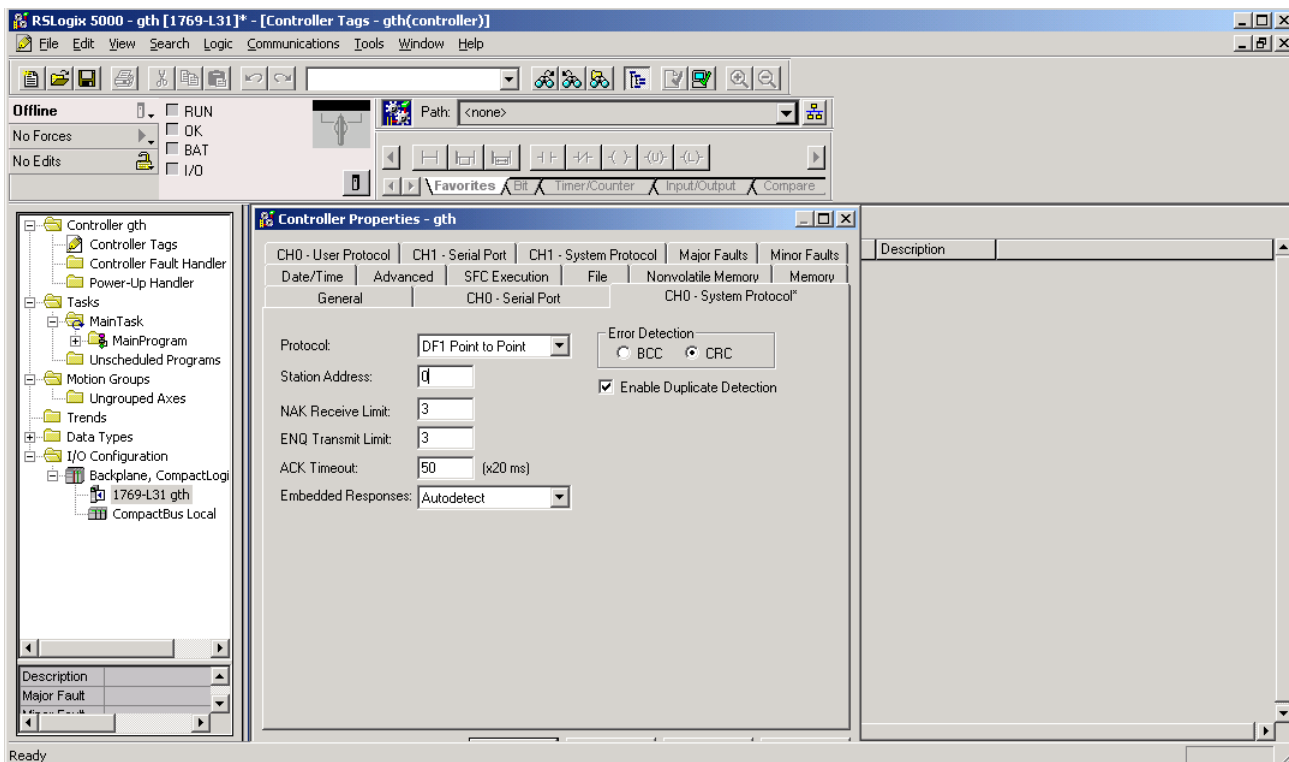 RSLogix 5000 - gth [1769-L31]* - [Controller Tags - gth(controller)]
File Edit View Search Logic Communications Tools Window Help
Offline
RUN
No Forces
OK
BAT
No Edits
I/O
Path: <none>
Favorites Bit Timer/Counter Input/Output Compare
Controller gth
Controller Tags
Controller Fault Handler
Power-Up Handler
Tasks
MainTask
MainProgram
Unscheduled Programs
Motion Groups
Ungrouped Axes
Trends
Data Types
I/O Configuration
Backplane, CompactLogi
1769-L31 gth
CompactBus Local
Description
Major Fault
Controller Properties - gth
CH0 - User Protocol CH1 - Serial Port CH1 - System Protocol Major Faults Minor Faults
Date/Time Advanced SFC Execution File Nonvolatile Memory Memory
General CH0 - Serial Port CH0 - System Protocol*
Protocol: DF1 Point to Point
Station Address: 0
NAK Receive Limit: 3
ENQ Transmit Limit: 3
ACK Timeout: 50 (x20 ms)
Embedded Responses: Autodetect
Error Detection
BCC CRC
Enable Duplicate Detection
Description
Ready